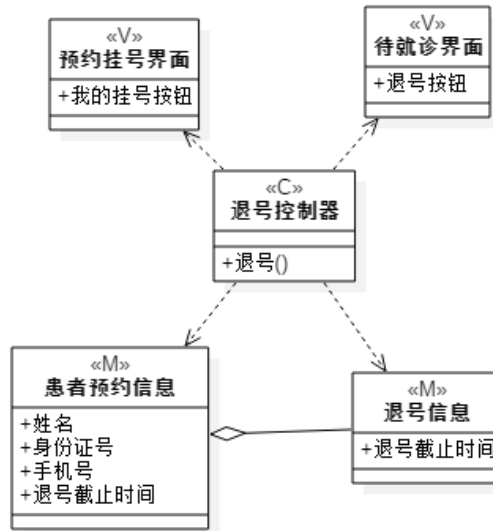 «V»
预约挂号界面
+我的挂号按钮
«V»
待就诊界面
+退号按钮
«C»
退号控制器
+退号()
«M»
患者预约信息
+姓名
+身份证号
+手机号
+退号截止时间
«M»
退号信息
+退号截止时间